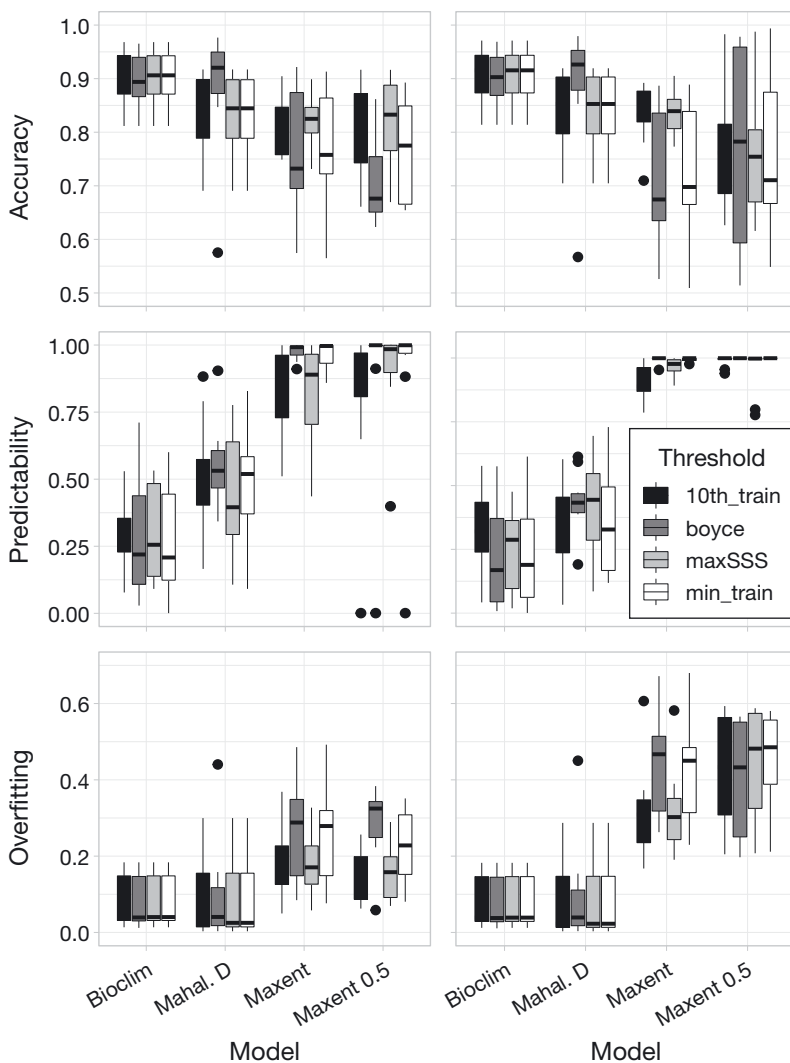 Accuracy
1.0
0.9
0.8
0.7
0.6
0.5
Predictability
1.00
0.75
0.50
0.25
0.00
Threshold
10th_train
boyce
maxSSS
min_train
Overfitting
0.6
0.4
0.2
0.0
Bioclim
Mahal. D
Maxent
Maxent 0.5
Bioclim
Mahal. D
Maxent
Maxent 0.5
Model
Model